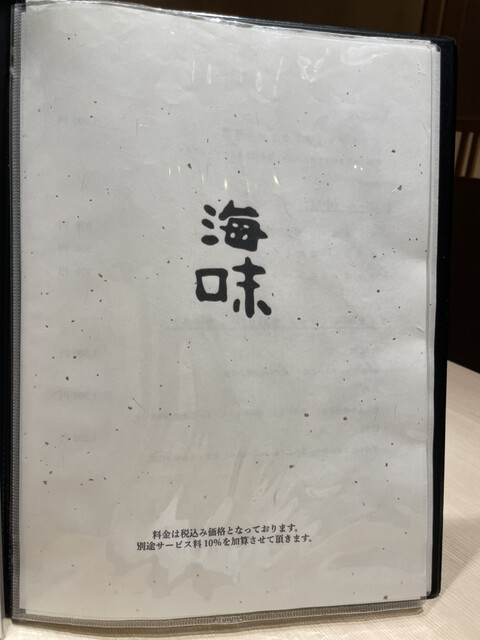 海味
料金は税込み価格となっております。
別途サービス料10%を加算させて頂きます。